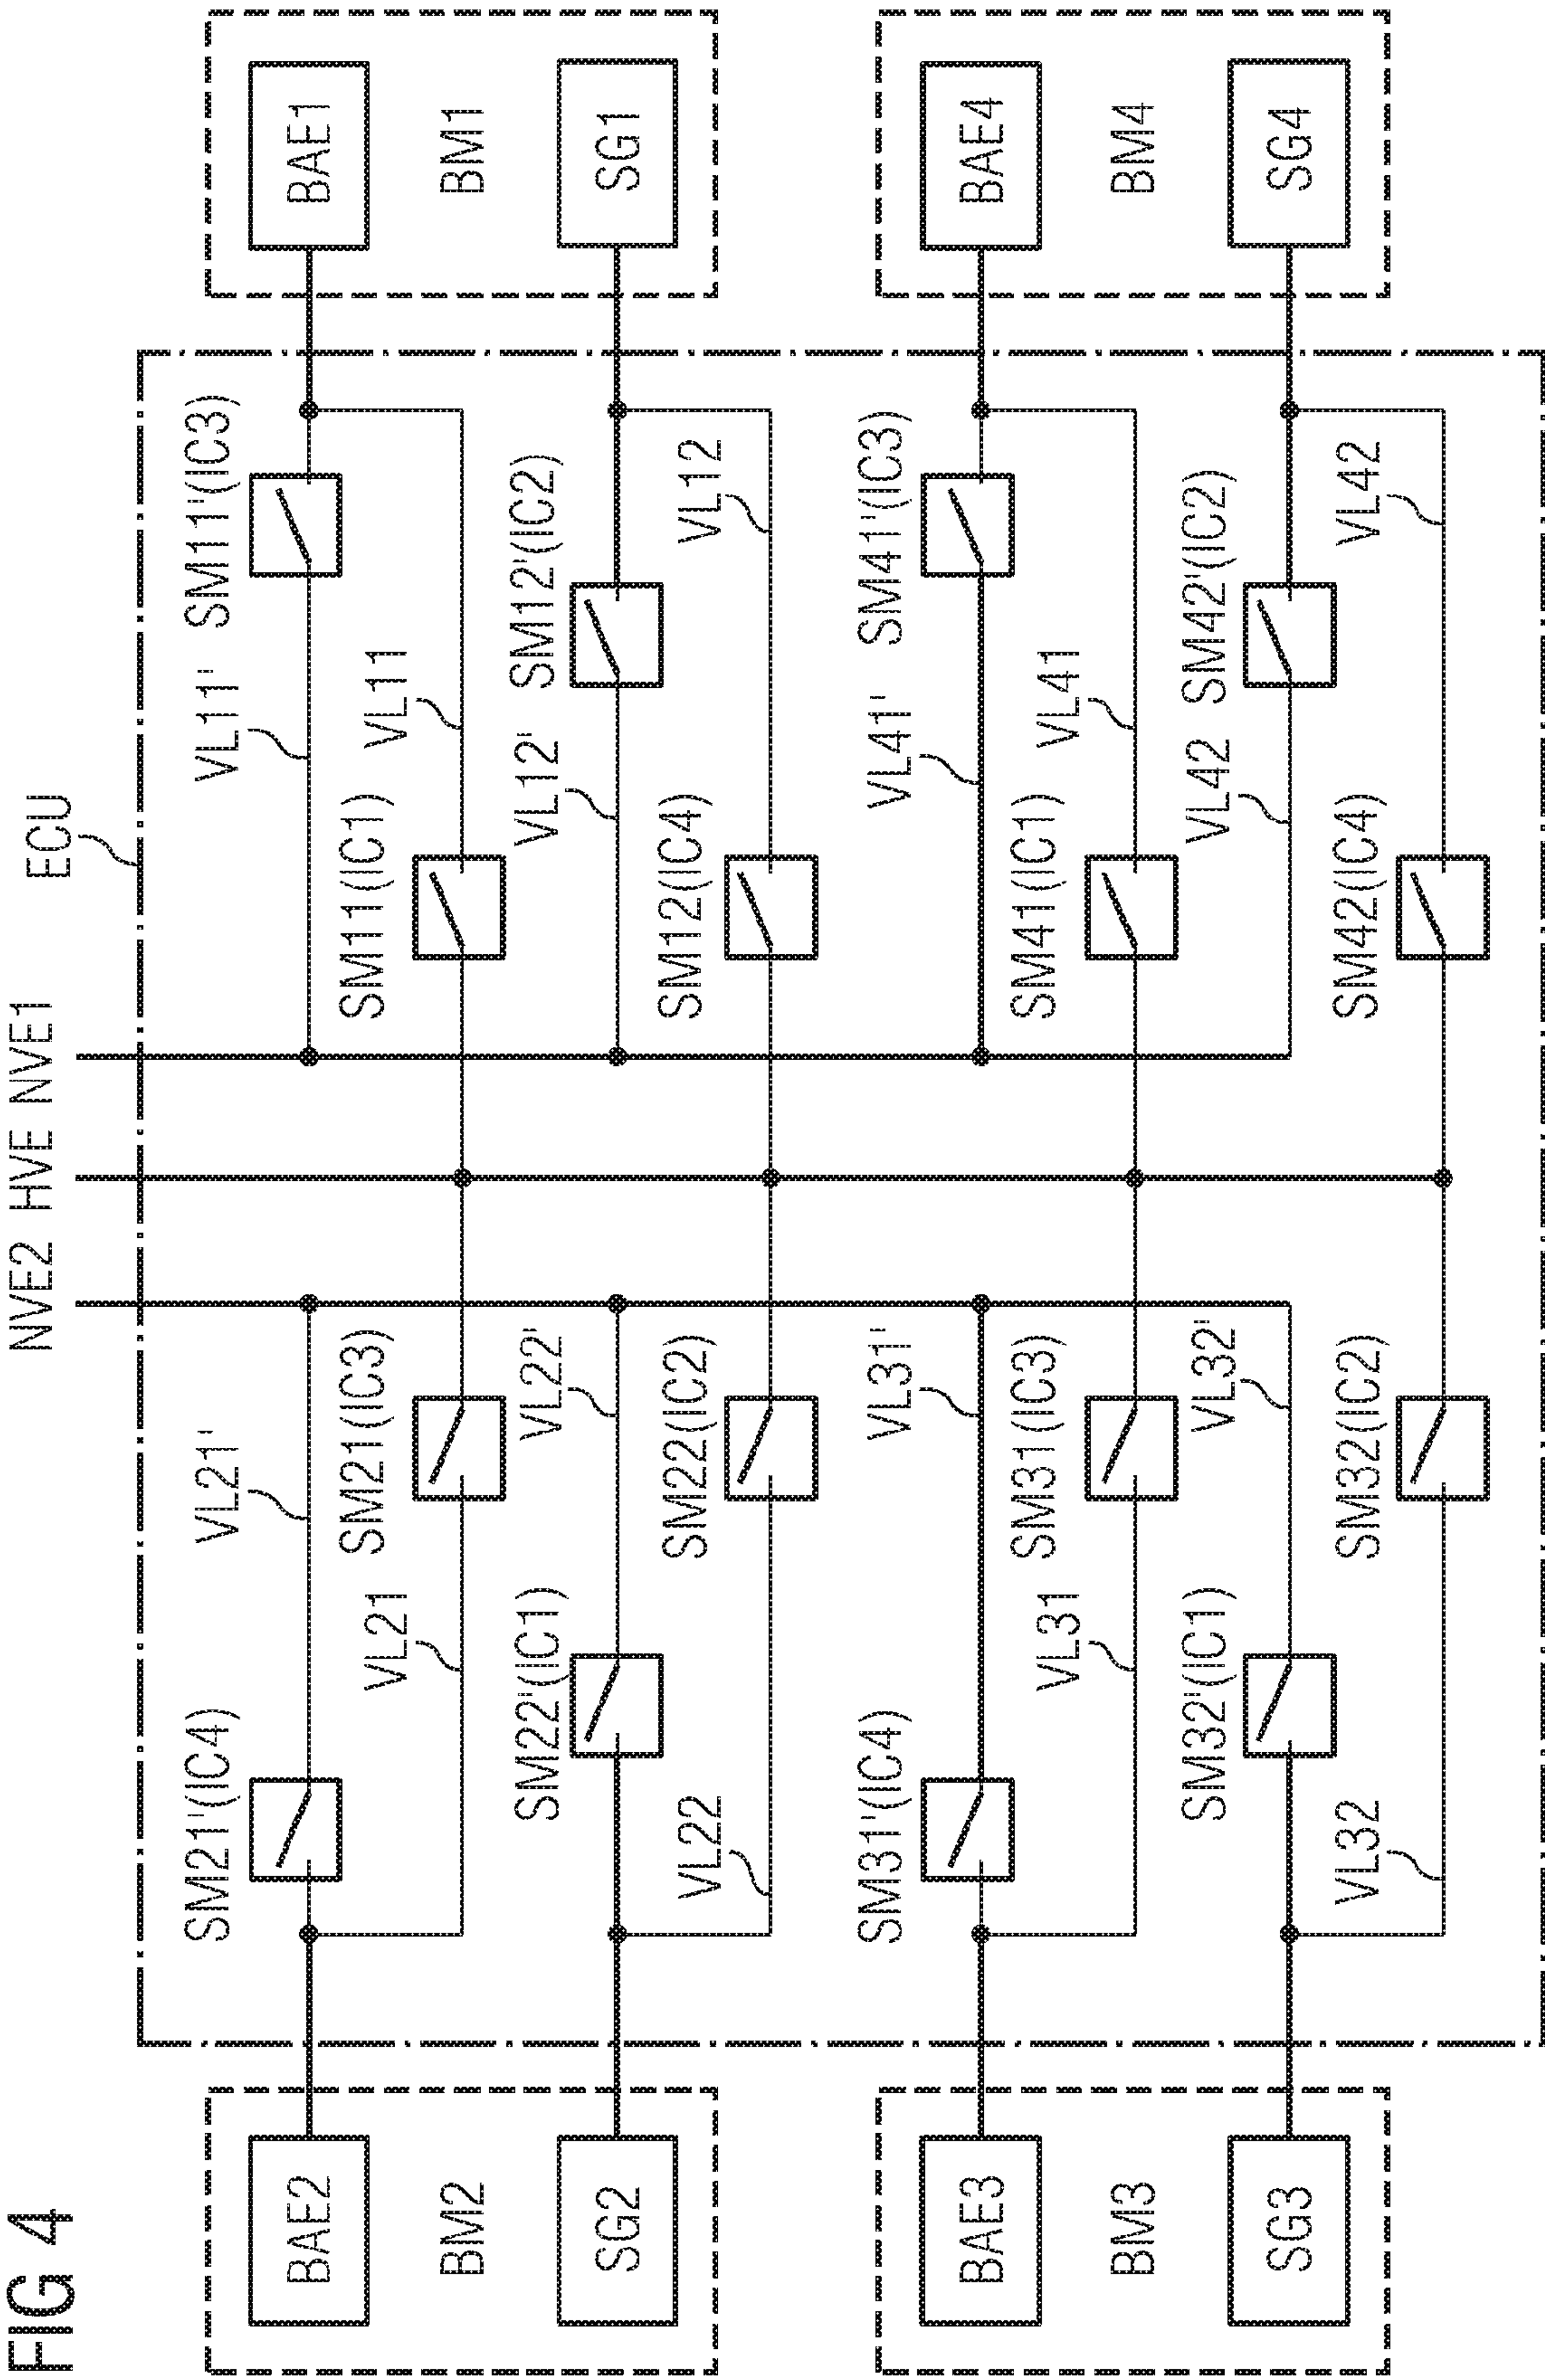 FIG 4
NVE2 HVE NVE1
ECU
SM21'(IC4)
VL21'
VL11'
SM11'(IC3)
BAE2
BAE1
VL21
SM21(IC3)
SM11(IC1)
VL11
BM2
BM1
SM22'(IC1)
VL22'
VL12'
SM12'(IC2)
SG2
SG1
VL22
SM22(IC2)
SM12(IC4)
VL12
SM31'(IC4)
VL31'
VL41'
SM41'(IC3)
BAE3
BAE4
VL31
SM31(IC3)
SM41(IC1)
VL41
BM3
BM4
SM32'(IC1)
VL32'
VL42
SM42'(IC2)
SG3
SG4
VL32
SM32(IC2)
SM42(IC4)
VL42